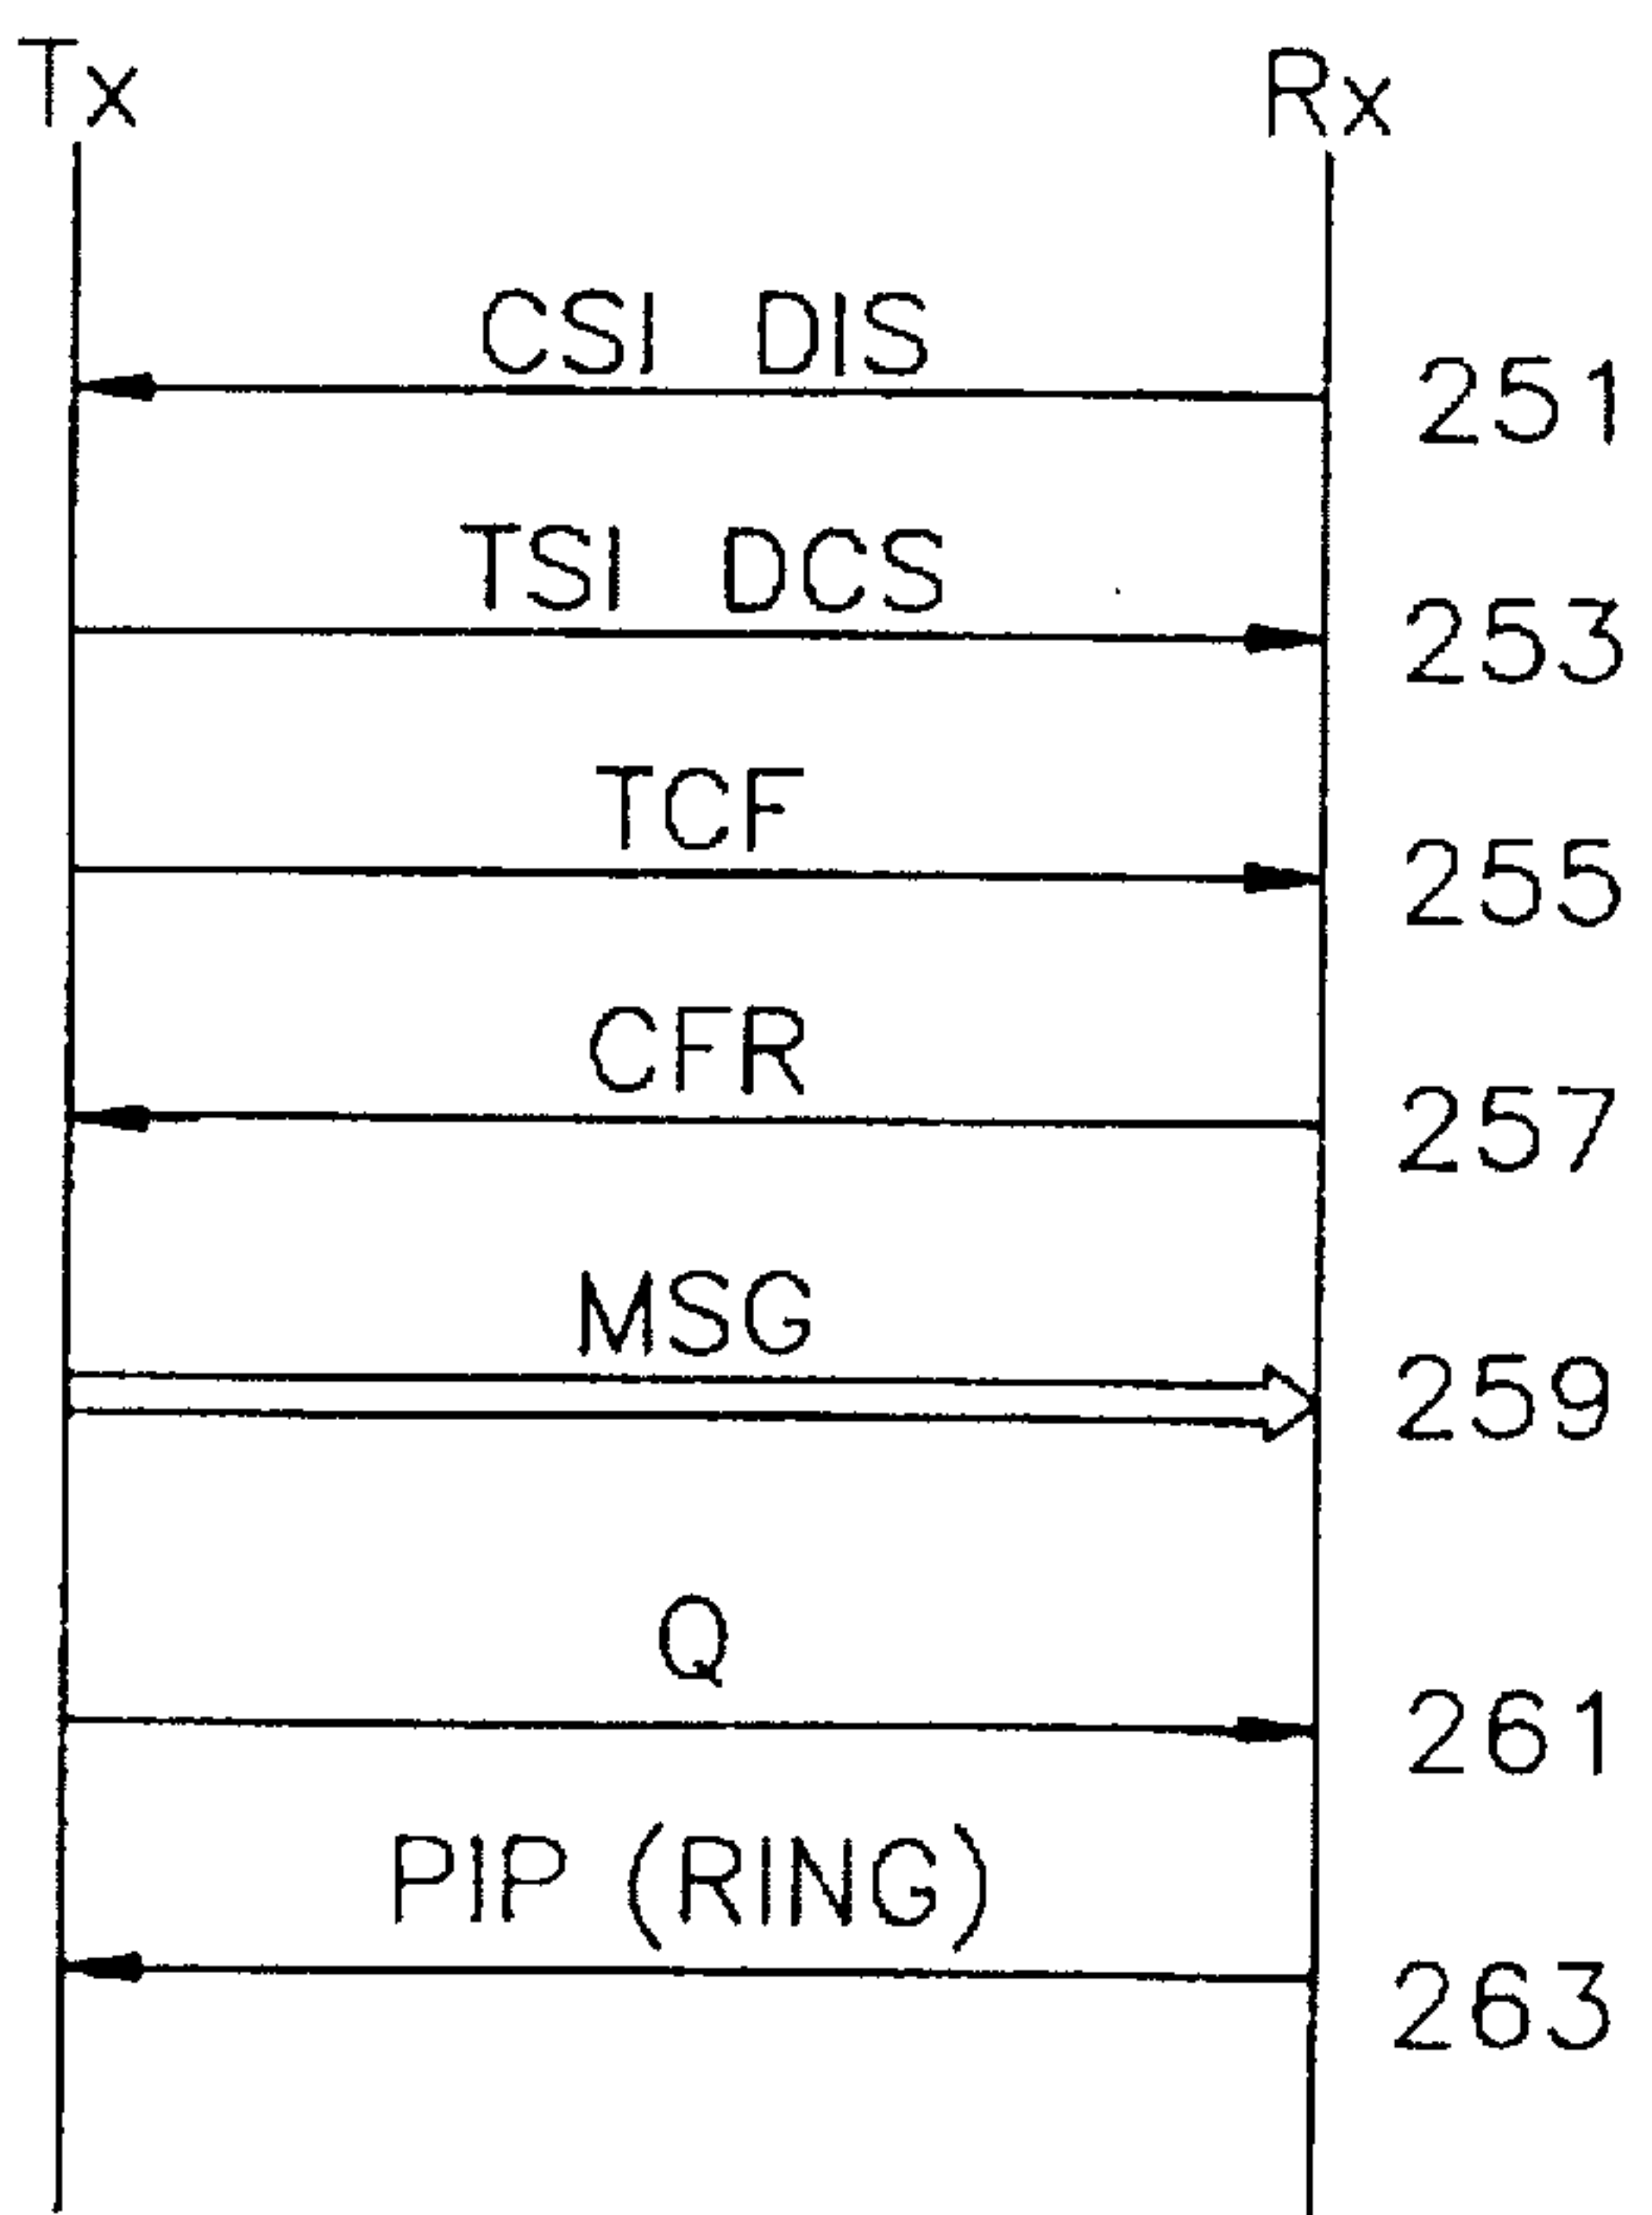 Tx Rx
CSI DIS
251
TSI DCS
253
TCF
255
CFR
257
MSG
259
Q
261
PIP (RING)
263